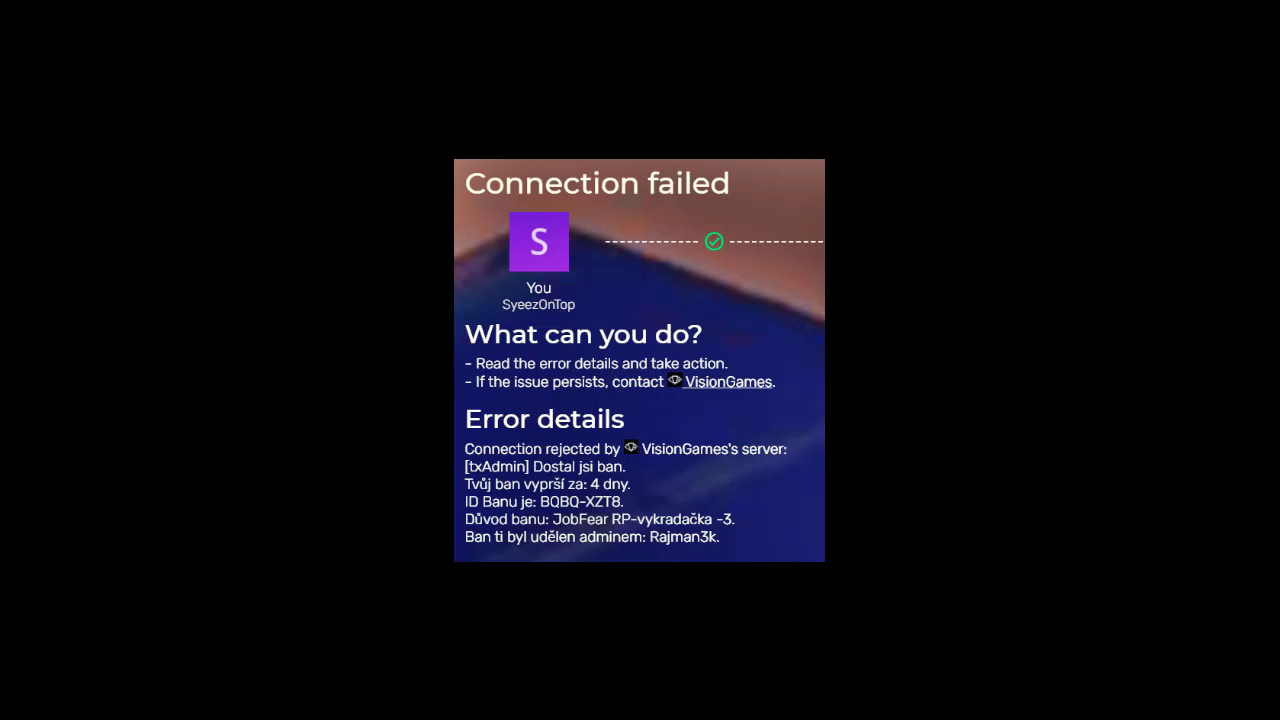 Connection failed
S
You
SyeezOnTop
What can you do?
- Read the error details and take action.
- If the issue persists, contact VisionGames.
Error details
Connection rejected by VisionGames's server:
[txAdmin] Dostal jsi ban.
Tvůj ban vyprší za: 4 dny.
ID Banu je: BQBQ-XZT8.
Důvod banu: JobFear RP-vykradačka -3.
Ban ti byl udělen adminem: Rajman3k.